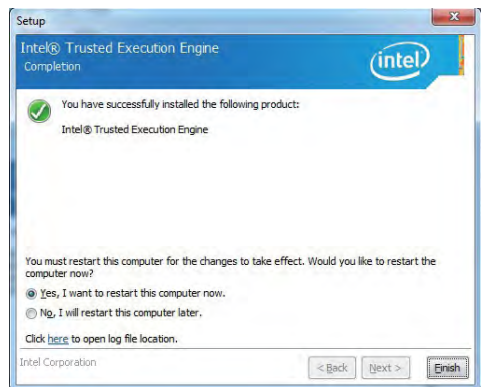 Setup
Intel® Trusted Execution Engine
Completion
intel
You have successfully installed the following product:
Intel® Trusted Execution Engine
You must restart this computer for the changes to take effect. Would you like to restart the
computer now?
Yes, I want to restart this computer now.
No, I will restart this computer later.
Click here to open log file location.
Intel Corporation
< Back Next > Finish